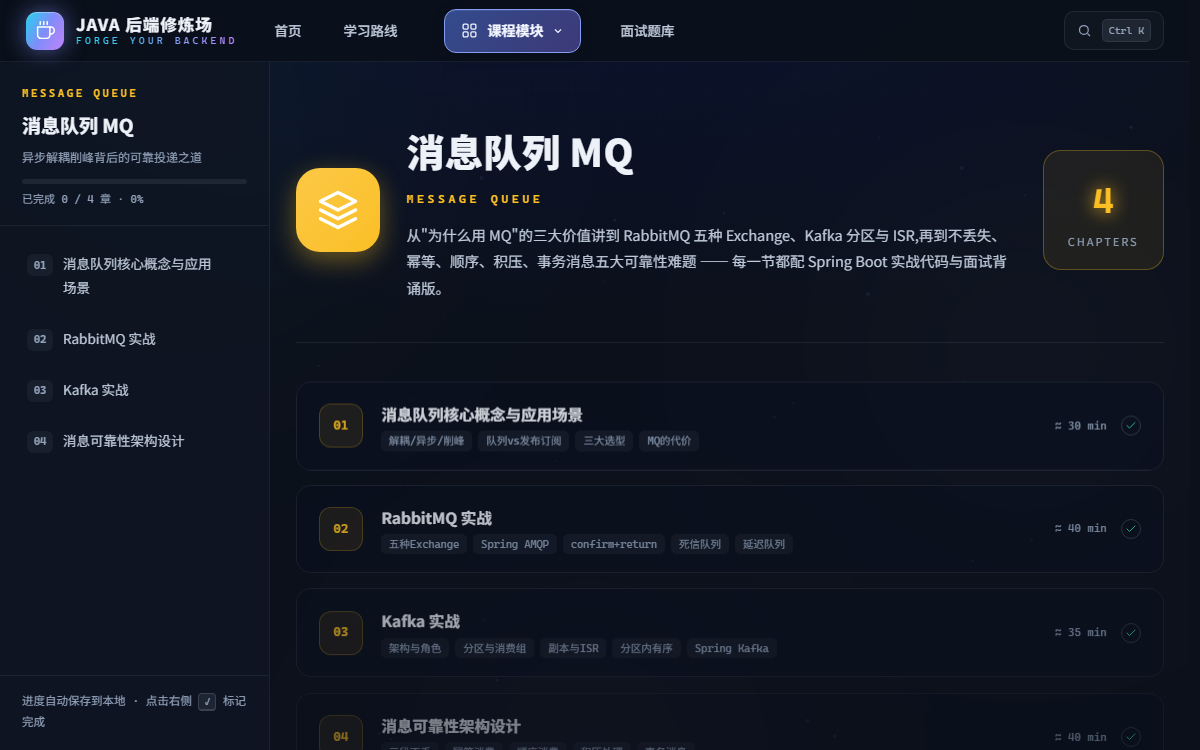 JAVA 后端修炼场
FORGE YOUR BACKEND
首页
学习路线
课程模块
面试题库
Ctrl K
MESSAGE QUEUE
消息队列 MQ
异步解耦削峰背后的可靠投递之道
已完成 0 / 4 章 · 0%
01 消息队列核心概念与应用
场景
02 RabbitMQ 实战
03 Kafka 实战
04 消息可靠性架构设计
进度自动保存到本地 · 点击右侧 ✓ 标记
完成
消息队列 MQ
MESSAGE QUEUE
从"为什么用 MQ"的三大价值讲到 RabbitMQ 五种 Exchange、Kafka 分区与 ISR,再到不丢失、
幂等、顺序、积压、事务消息五大可靠性难题 —— 每一节都配 Spring Boot 实战代码与面试背
诵版。
4
CHAPTERS
01
消息队列核心概念与应用场景
解耦/异步/削峰 队列vs发布订阅 三大选型 MQ的代价
≈ 30 min
02
RabbitMQ 实战
五种Exchange Spring AMQP confirm+return 死信队列 延迟队列
≈ 40 min
03
Kafka 实战
架构与角色 分区与消费组 副本与ISR 分区内有序 Spring Kafka
≈ 35 min
04
消息可靠性架构设计
≈ 40 min